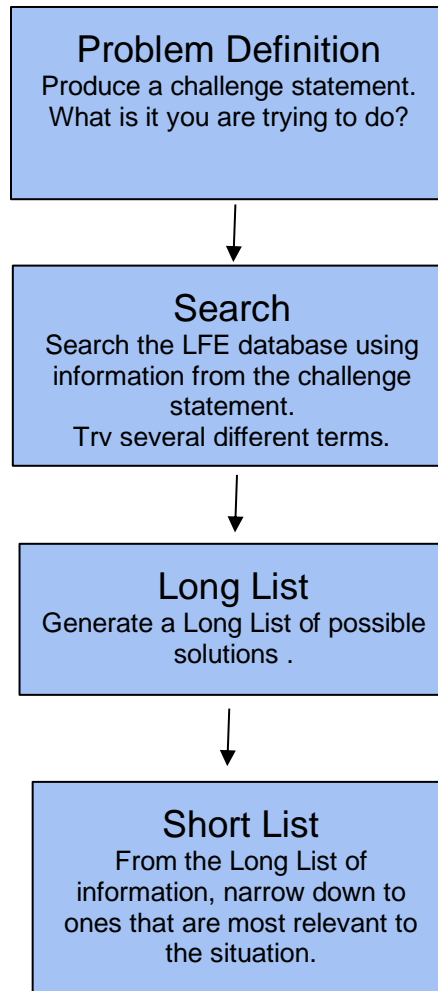 Problem Definition
Produce a challenge statement.
What is it you are trying to do?
Search
Search the LFE database using
information from the challenge
statement.
Try several different terms.
Long List
Generate a Long List of possible
solutions .
Short List
From the Long List of
information, narrow down to
ones that are most relevant to
the situation.